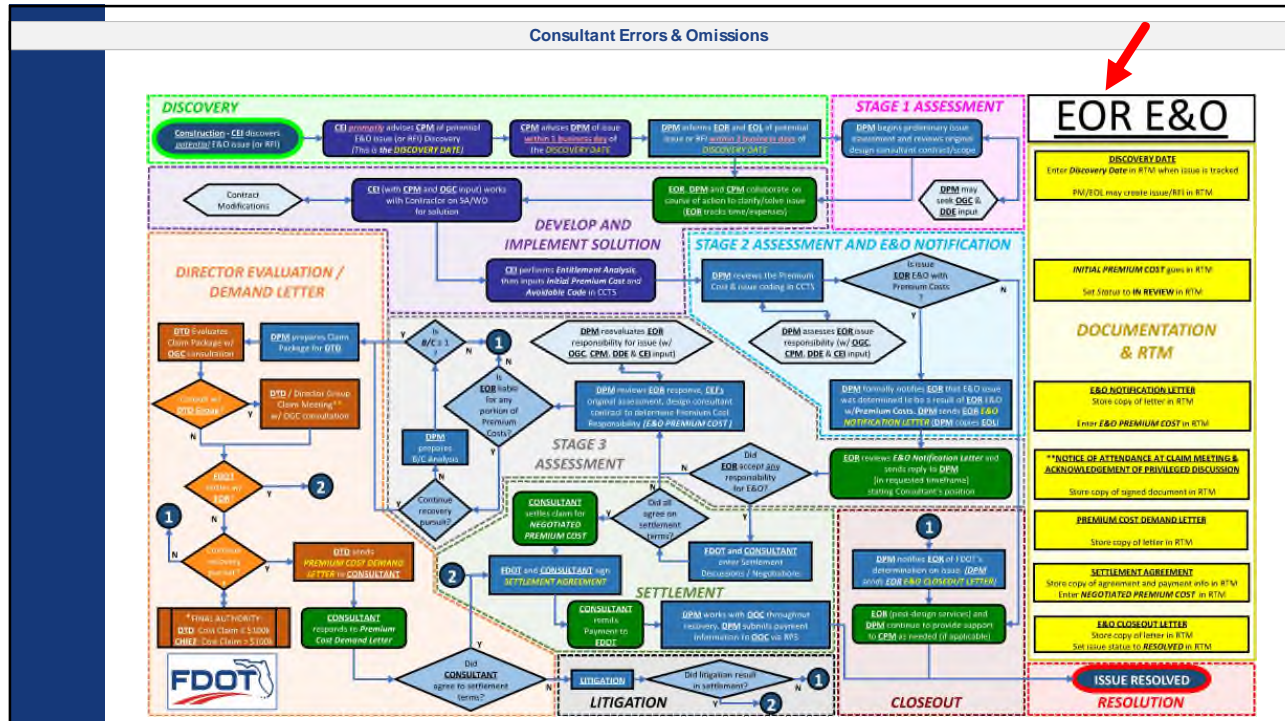 Consultant Errors & Omissions
DISCOVERY
Construction - CEI discovers
potential E&O issue (or RFI)
CEI promptly advises CPM of potential
E&O issue (or RFI) Discovery
(This is the DISCOVERY DATE)
CPM advises DPM of issue
within 1 business day of
the DISCOVERY DATE
DPM informs EOR and EOL of potential
issue or RFI within 2 business days of
DISCOVERY DATE
STAGE 1 ASSESSMENT
DPM begins preliminary issue
assessment and reviews original
design consultant contract/scope
DPM may
seek OGC &
DDE input
EOR, DPM and CPM collaborate on
course of action to clarify/solve issue
(EOR tracks time/expenses)
CEI (with CPM and OGC input) works
with Contractor on SA/WO
for solution
Contract
Modifications
DEVELOP AND
IMPLEMENT SOLUTION
CEI performs Entitlement Analysis,
then inputs Initial Premium Cost and
Avoidable Code in CCTS
STAGE 2 ASSESSMENT AND E&O NOTIFICATION
DPM reviews the Premium
Cost & issue coding in CCTS
Is issue
EOR E&O with
Premium Costs
?
N
Y
DPM assesses EOR issue
responsibility (w/ OGC,
CPM, DDE & CEI input)
DPM formally notifies EOR that E&O issue
was determined to be a result of EOR E&O
w/Premium Costs. DPM sends EOR E&O
NOTIFICATION LETTER (DPM copies EOL)
EOR reviews E&O Notification Letter and
sends reply to DPM
(in requested timeframe)
stating Consultant's position
STAGE 3
ASSESSMENT
Did
EOR accept any
responsibility
for E&O?
N
Y
DPM reevaluates EOR
responsibility for issue (w/
OGC, CPM, DDE & CEI input)
DPM reviews EOR response, CEI's
original assessment, design consultant
contract to determine Premium Cost
Responsibility (E&O PREMIUM COST)
Is
EOR liable
for any
portion of
Premium Costs?
N
Y
1
Is
B/C ≥ 1
?
Y
N
DPM
prepares
B/C Analysis
Continue
recovery
pursuit?
Y
N
Y
DIRECTOR EVALUATION /
DEMAND LETTER
DPM prepares Claim
Package for DTD
DTD Evaluates
Claim Package w/
OGC consultation
Consult w/
DTD Group?
Y
N
DTD / Director Group
Claim Meeting**
w/ OGC consultation
FDOT
settles w/
EOR?
Y
2
N
1
Continue
recovery
pursuit?
N
Y
DTD sends
PREMIUM COST DEMAND
LETTER to CONSULTANT
*FINAL AUTHORITY:
DTD Cost Claim ≤ $100k
CHIEF Cost Claim > $100k
CONSULTANT
responds to Premium
Cost Demand Letter
FDOT
Did
CONSULTANT
agree to settlement
terms?
Y
N
SETTLEMENT
FDOT and CONSULTANT
enter Settlement
Discussions / Negotiations
Did all
agree on
settlement
terms?
N
Y
CONSULTANT
settles claim for
NEGOTIATED
PREMIUM COST
2
FDOT and CONSULTANT sign
SETTLEMENT AGREEMENT
CONSULTANT
remits
Payment to
FDOT
DPM works with OOC throughout
recovery. DPM submits payment
information to OOC via RPS
LITIGATION
Did litigation result
in settlement?
N
1
Y
2
LITIGATION
1
DPM notifies EOR of FDOT's
determination on issue. (DPM
sends EOR E&O CLOSEOUT LETTER)
EOR (post-design services) and
DPM continue to provide support
to CPM as needed (if applicable)
CLOSEOUT
EOR E&O
DISCOVERY DATE
Enter Discovery Date in RTM when issue is tracked
PM/EOL may create issue/RFI in RTM
INITIAL PREMIUM COST goes in RTM
Set Status to IN REVIEW in RTM
DOCUMENTATION
& RTM
E&O NOTIFICATION LETTER
Store copy of letter in RTM
Enter E&O PREMIUM COST in RTM
**NOTICE OF ATTENDANCE AT CLAIM MEETING &
ACKNOWLEDGEMENT OF PRIVILEGED DISCUSSION
Store copy of signed document in RTM
PREMIUM COST DEMAND LETTER
Store copy of letter in RTM
SETTLEMENT AGREEMENT
Store copy of agreement and payment info in RTM
Enter NEGOTIATED PREMIUM COST in RTM
E&O CLOSEOUT LETTER
Store copy of letter in RTM
Set issue status to RESOLVED in RTM
ISSUE RESOLVED
RESOLUTION